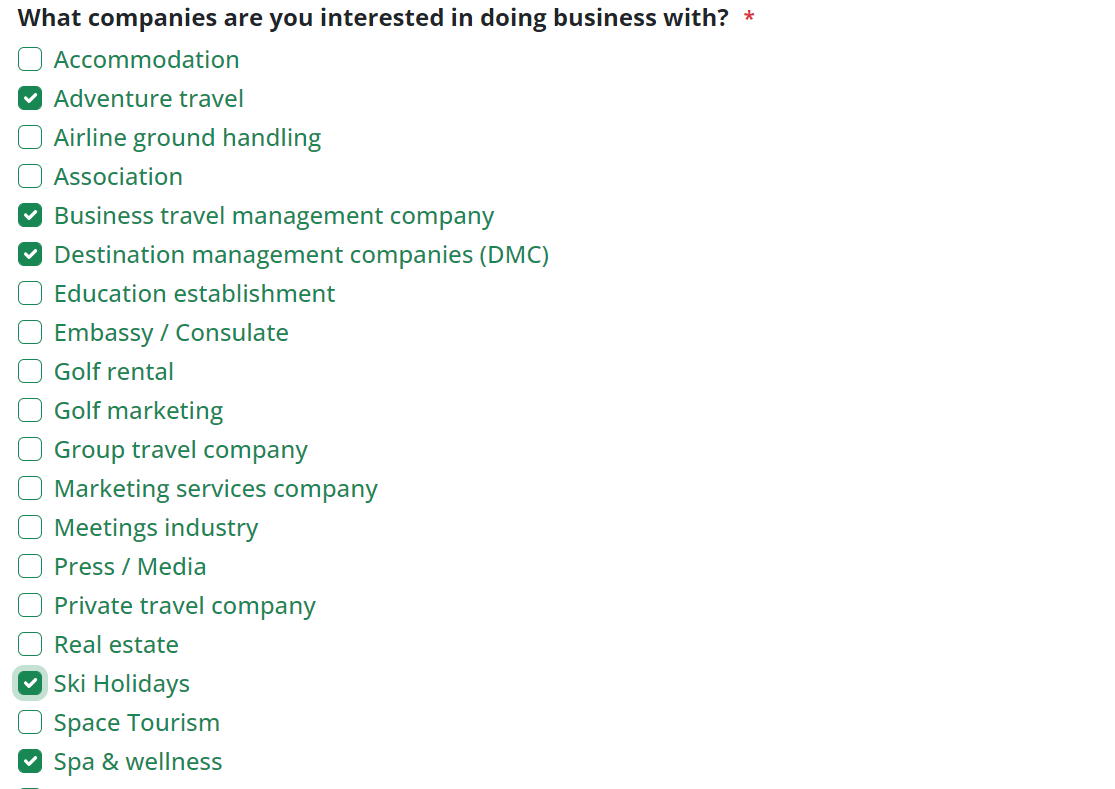 What companies are you interested in doing business with? *
Accommodation
Adventure travel
Airline ground handling
Association
Business travel management company
Destination management companies (DMC)
Education establishment
Embassy / Consulate
Golf rental
Golf marketing
Group travel company
Marketing services company
Meetings industry
Press / Media
Private travel company
Real estate
Ski Holidays
Space Tourism
Spa & wellness